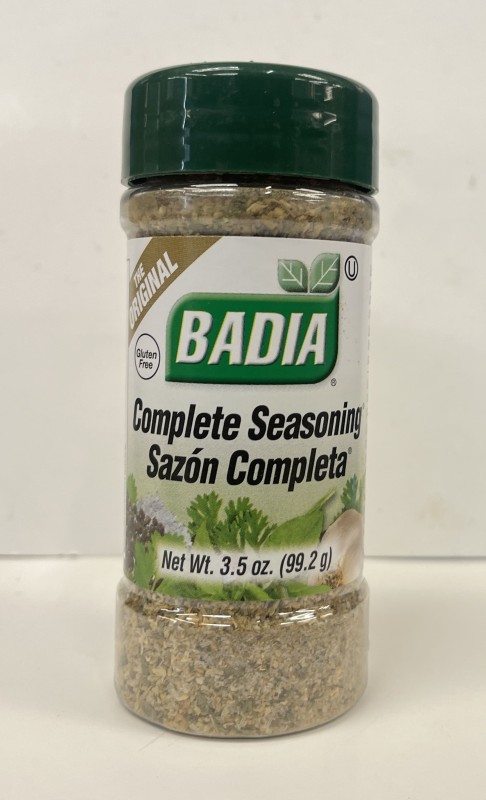 THE
ORIGINAL
Ⓤ
BADIA®
Gluten
Free
Complete Seasoning
Sazón Completa®
Net Wt. 3.5 oz. (99.2 g)